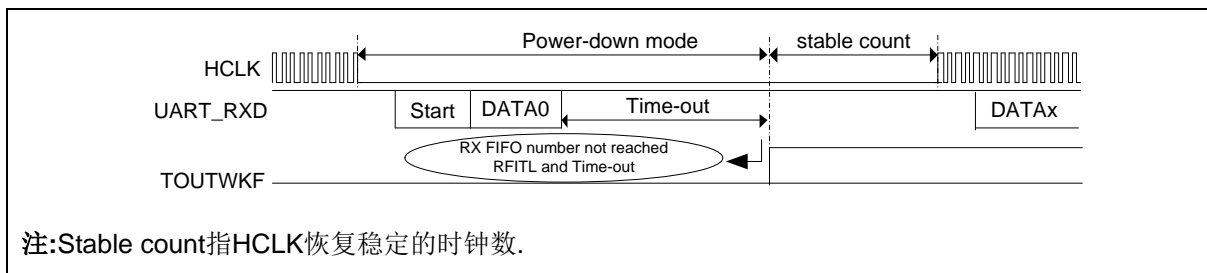 Power-down mode stable count
HCLK
UART_RXD Start DATA0 Time-out DATAx
RX FIFO number not reached
RFITL and Time-out
TOUTWKF
注:Stable count指HCLK恢复稳定的时钟数.